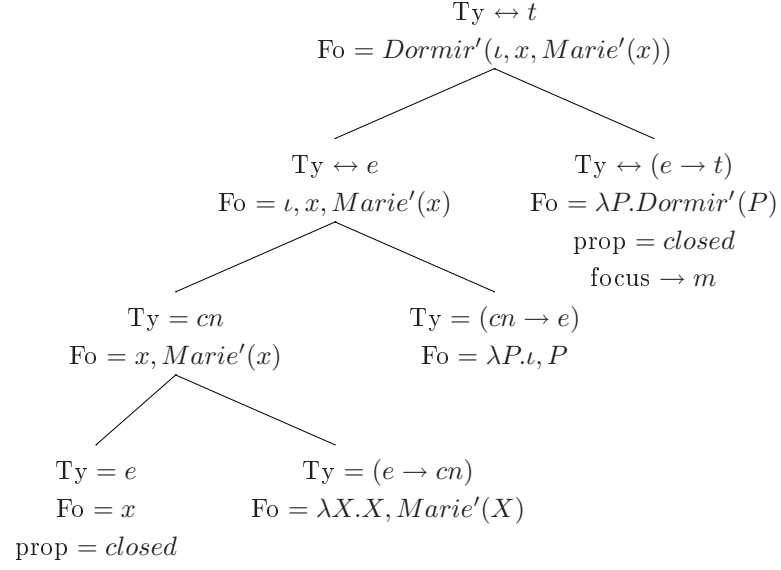 Ty ↔ t
Fo = Dormir′(ι, x, Marie′(x))
Ty ↔ e
Fo = ι, x, Marie′(x)
Ty ↔ (e → t)
Fo = λP.Dormir′(P)
prop = closed
focus → m
Ty = cn
Fo = x, Marie′(x)
Ty = (cn → e)
Fo = λP.ι, P
Ty = e
Fo = x
prop = closed
Ty = (e → cn)
Fo = λX.X, Marie′(X)